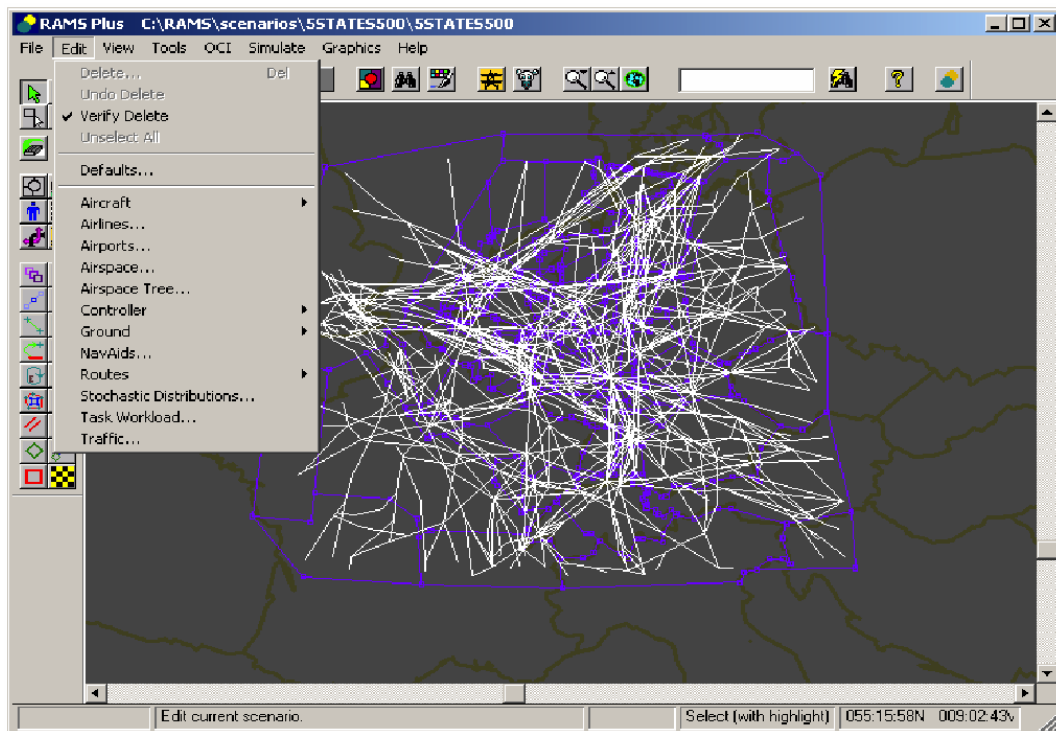 RAMS Plus C:\RAMS\scenarios\5STATES500\5STATES500
File Edit View Tools OCI Simulate Graphics Help
Delete... Del
Undo Delete
Verify Delete
Unselect All
Defaults...
Aircraft
Airlines...
Airports...
Airspace...
Airspace Tree...
Controller
Ground
NavAids...
Routes
Stochastic Distributions...
Task Workload...
Traffic...
Edit current scenario. Select (with highlight) 055:15:58N 009:02:43